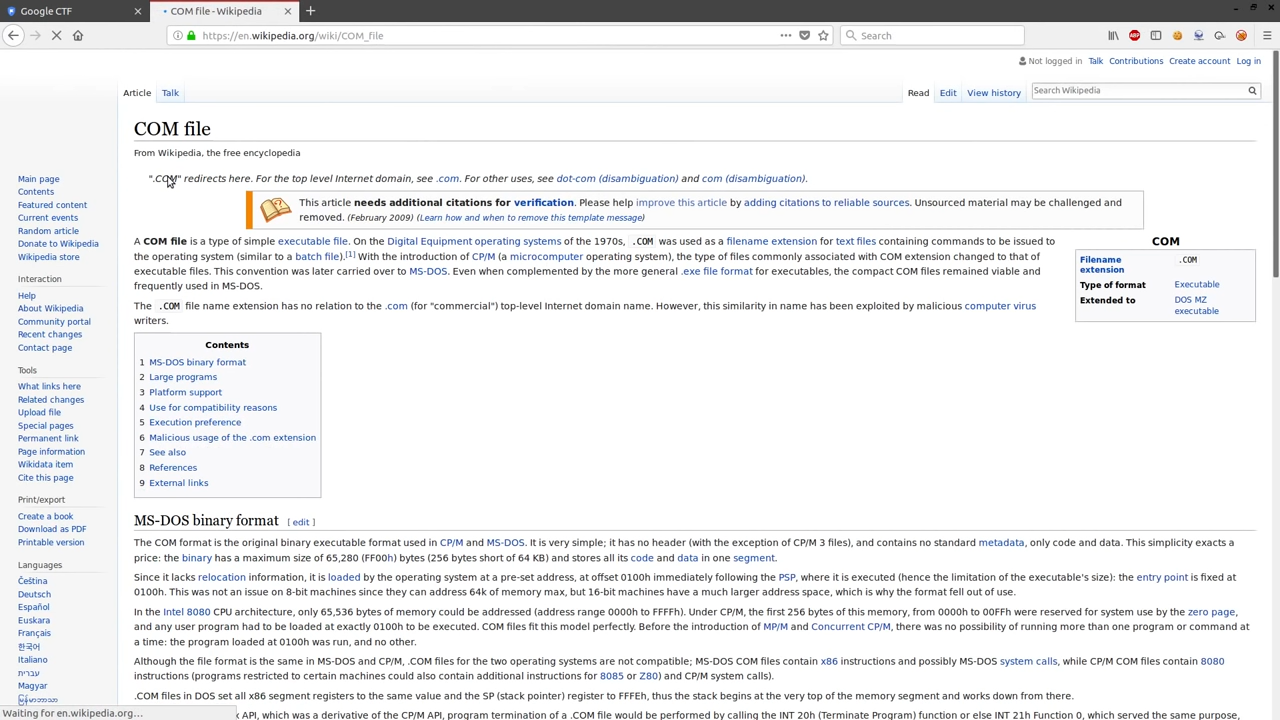 Google CTF
COM file - Wikipedia
https://en.wikipedia.org/wiki/COM_file
Search
Not logged in Talk Contributions Create account Log in
Article Talk
Read Edit View history Search Wikipedia
COM file
From Wikipedia, the free encyclopedia
".COM" redirects here. For the top level Internet domain, see .com. For other uses, see dot-com (disambiguation) and com (disambiguation).
This article needs additional citations for verification. Please help improve this article by adding citations to reliable sources. Unsourced material may be challenged and
removed. (February 2009) (Learn how and when to remove this template message)
A COM file is a type of simple executable file. On the Digital Equipment operating systems of the 1970s, .COM was used as a filename extension for text files containing commands to be issued to
the operating system (similar to a batch file).[1] With the introduction of CP/M (a microcomputer operating system), the type of files commonly associated with COM extension changed to that of
executable files. This convention was later carried over to MS-DOS. Even when complemented by the more general .exe file format for executables, the compact COM files remained viable and
frequently used in MS-DOS.
The .COM file name extension has no relation to the .com (for "commercial") top-level Internet domain name. However, this similarity in name has been exploited by malicious computer virus
writers.
COM
Filename extension .COM
Type of format Executable
Extended to DOS MZ executable
Contents
1 MS-DOS binary format
2 Large programs
3 Platform support
4 Use for compatibility reasons
5 Execution preference
6 Malicious usage of the .com extension
7 See also
8 References
9 External links
MS-DOS binary format [ edit ]
The COM format is the original binary executable format used in CP/M and MS-DOS. It is very simple; it has no header (with the exception of CP/M 3 files), and contains no standard metadata, only code and data. This simplicity exacts a
price: the binary has a maximum size of 65,280 (FF00h) bytes (256 bytes short of 64 KB) and stores all its code and data in one segment.
Since it lacks relocation information, it is loaded by the operating system at a pre-set address, at offset 0100h immediately following the PSP, where it is executed (hence the limitation of the executable's size): the entry point is fixed at
0100h. This was not an issue on 8-bit machines since they can address 64k of memory max, but 16-bit machines have a much larger address space, which is why the format fell out of use.
In the Intel 8080 CPU architecture, only 65,536 bytes of memory could be addressed (address range 0000h to FFFFh). Under CP/M, the first 256 bytes of this memory, from 0000h to 00FFh were reserved for system use by the zero page,
and any user program had to be loaded at exactly 0100h to be executed. COM files fit this model perfectly. Before the introduction of MP/M and Concurrent CP/M, there was no possibility of running more than one program or command at
a time: the program loaded at 0100h was run, and no other.
Although the file format is the same in MS-DOS and CP/M, .COM files for the two operating systems are not compatible; MS-DOS COM files contain x86 instructions and possibly MS-DOS system calls, while CP/M COM files contain 8080
instructions (programs restricted to certain machines could also contain additional instructions for 8085 or Z80) and CP/M system calls).
.COM files in DOS set all x86 segment registers to the same value and the SP (stack pointer) register to FFFEh, thus the stack begins at the very top of the memory segment and works down from there.
x API, which was a derivative of the CP/M API, program termination of a .COM file would be performed by calling the INT 20h (Terminate Program) function or else INT 21h Function 0, which served the same purpose,
Main page
Contents
Featured content
Current events
Random article
Donate to Wikipedia
Wikipedia store
Interaction
Help
About Wikipedia
Community portal
Recent changes
Contact page
Tools
What links here
Related changes
Upload file
Special pages
Permanent link
Page information
Wikidata item
Cite this page
Print/export
Create a book
Download as PDF
Printable version
Languages
Čeština
Deutsch
Español
Euskara
Français
한국어
Italiano
עברית
Magyar
Waiting for en.wikipedia.org…